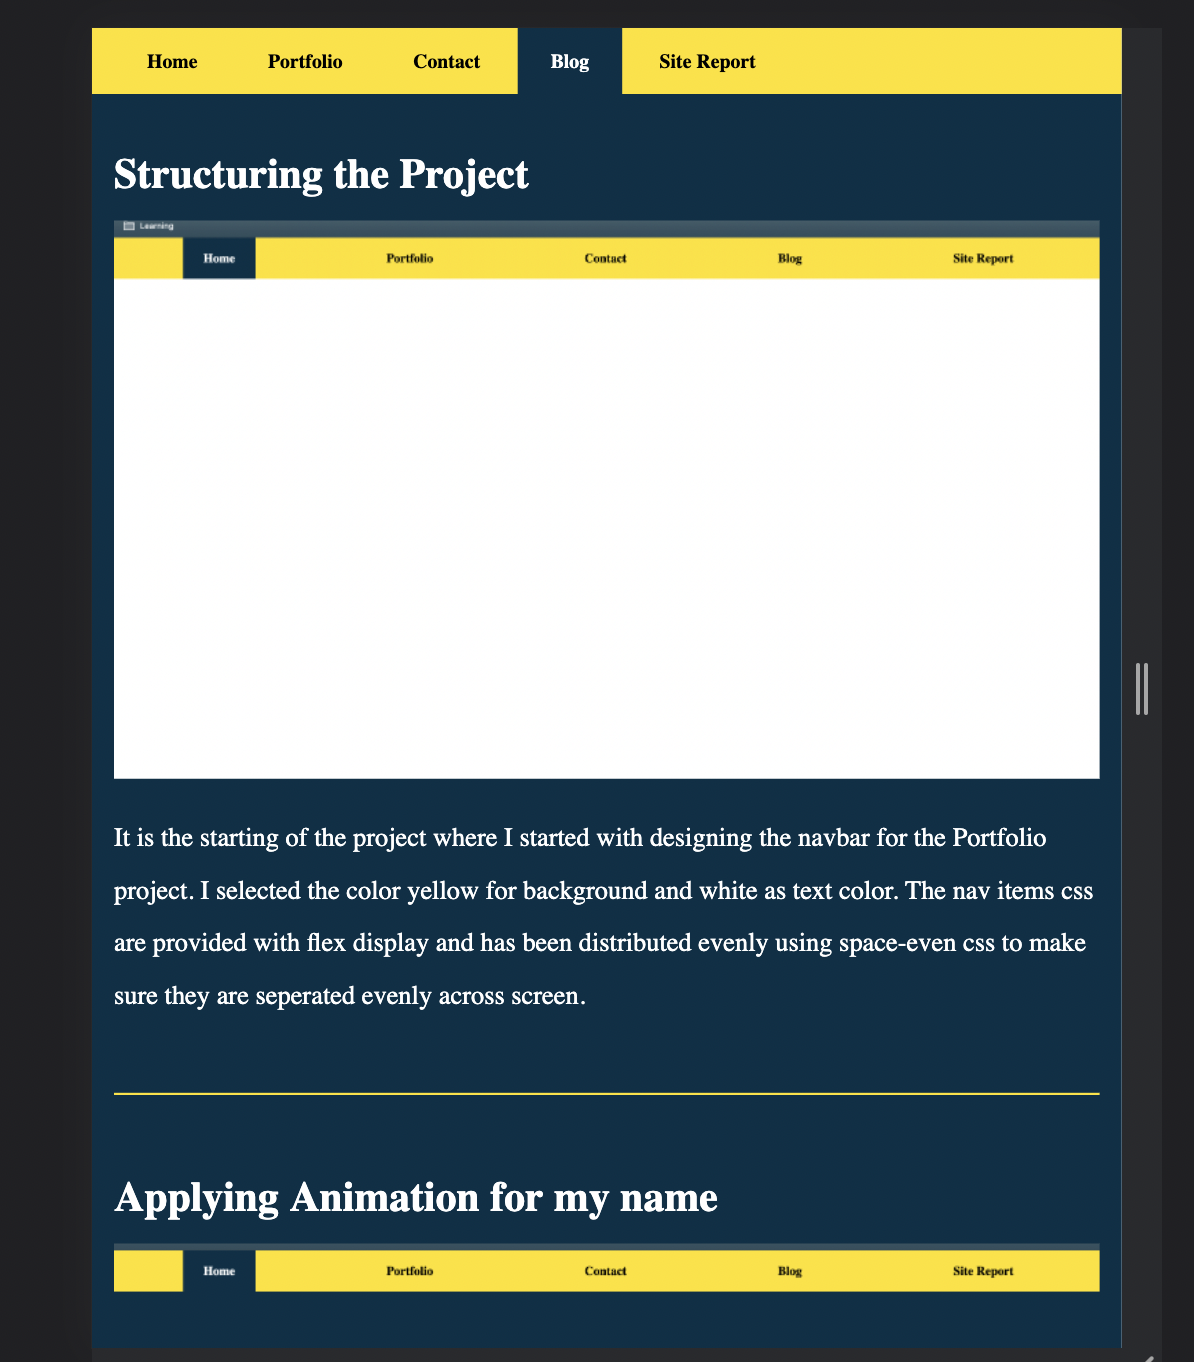 Home Portfolio Contact Blog Site Report
Structuring the Project
Learning
Home Portfolio Contact Blog Site Report
It is the starting of the project where I started with designing the navbar for the Portfolio
project. I selected the color yellow for background and white as text color. The nav items css
are provided with flex display and has been distributed evenly using space-even css to make
sure they are seperated evenly across screen.
Applying Animation for my name
Home Portfolio Contact Blog Site Report